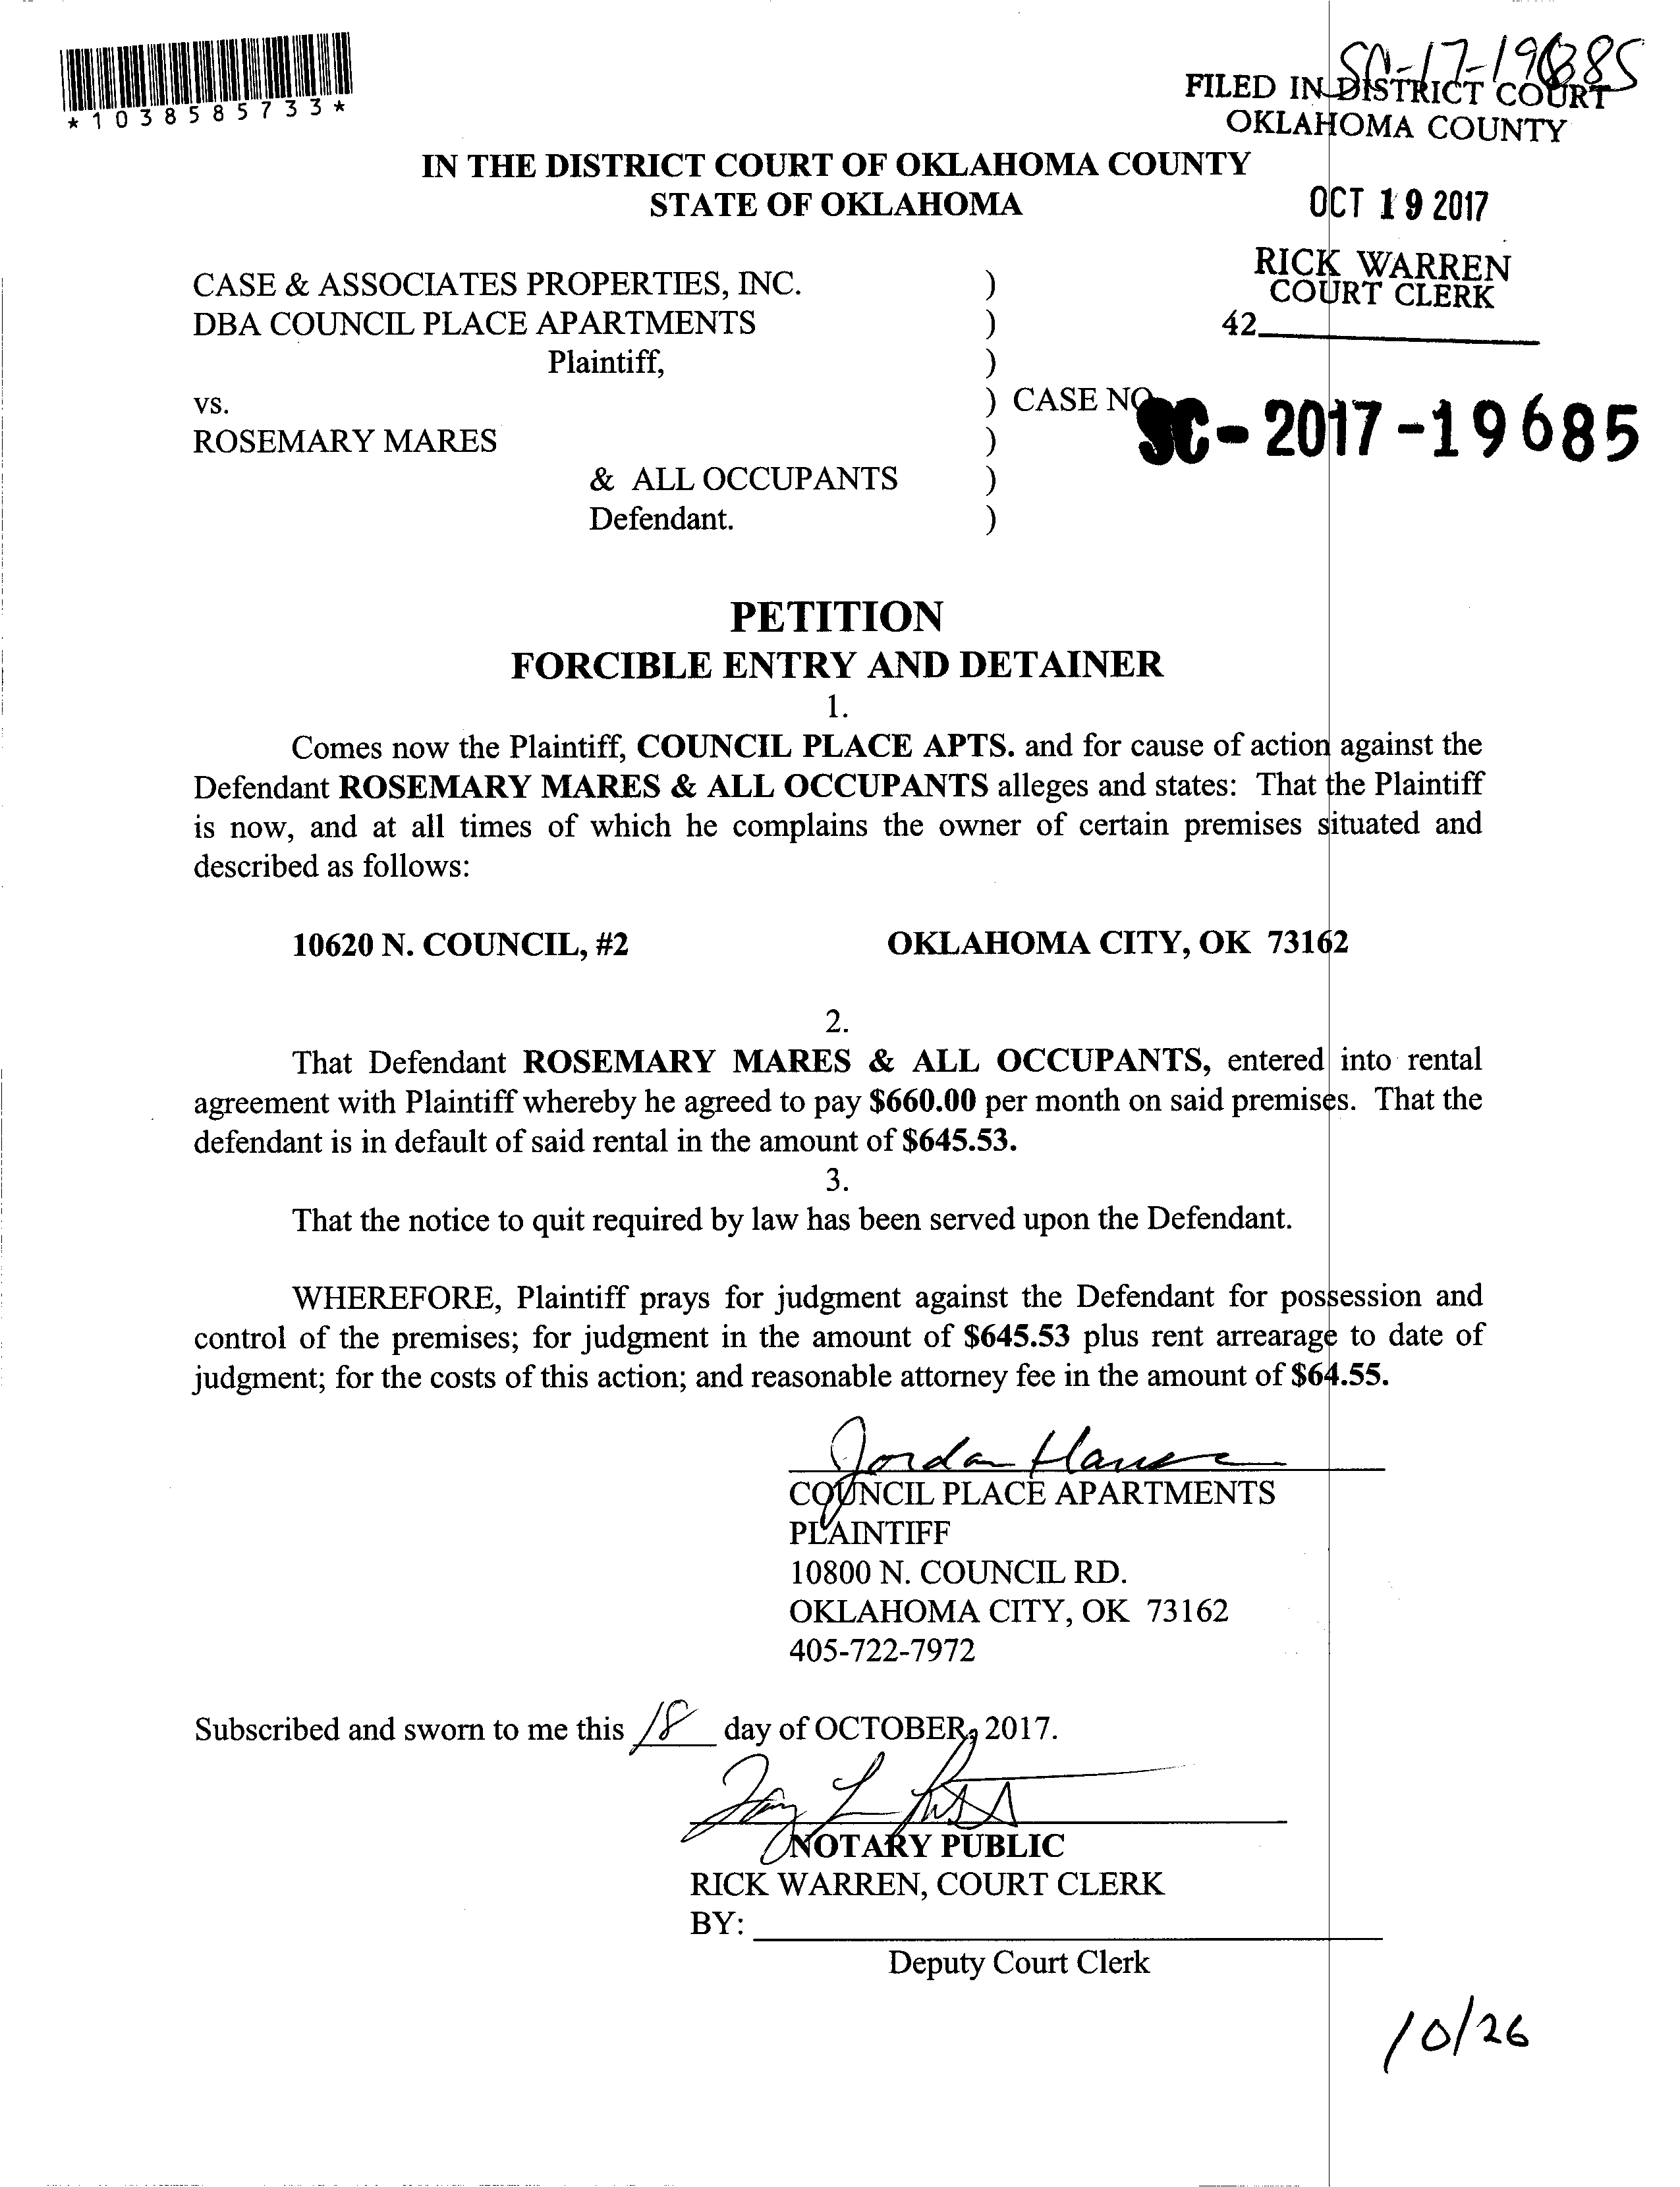 SC-17-19685
FILED IN DISTRICT COURT
OKLAHOMA COUNTY
*1038585733*
IN THE DISTRICT COURT OF OKLAHOMA COUNTY
STATE OF OKLAHOMA
OCT 19 2017
RICK WARREN
COURT CLERK
42
CASE & ASSOCIATES PROPERTIES, INC. )
DBA COUNCIL PLACE APARTMENTS )
Plaintiff, )
vs. ) CASE NO
SC-2017-19685
ROSEMARY MARES )
& ALL OCCUPANTS )
Defendant. )
PETITION
FORCIBLE ENTRY AND DETAINER
1.
Comes now the Plaintiff, COUNCIL PLACE APTS. and for cause of action against the
Defendant ROSEMARY MARES & ALL OCCUPANTS alleges and states: That the Plaintiff
is now, and at all times of which he complains the owner of certain premises situated and
described as follows:
10620 N. COUNCIL, #2 OKLAHOMA CITY, OK 73162
2.
That Defendant ROSEMARY MARES & ALL OCCUPANTS, entered into rental
agreement with Plaintiff whereby he agreed to pay $660.00 per month on said premises. That the
defendant is in default of said rental in the amount of $645.53.
3.
That the notice to quit required by law has been served upon the Defendant.
WHEREFORE, Plaintiff prays for judgment against the Defendant for possession and
control of the premises; for judgment in the amount of $645.53 plus rent arrearage to date of
judgment; for the costs of this action; and reasonable attorney fee in the amount of $64.55.
Jordan
COUNCIL PLACE APARTMENTS
PLAINTIFF
10800 N. COUNCIL RD.
OKLAHOMA CITY, OK 73162
405-722-7972
Subscribed and sworn to me this 18 day of OCTOBER, 2017.
NOTARY PUBLIC
RICK WARREN, COURT CLERK
BY:
Deputy Court Clerk
10/26